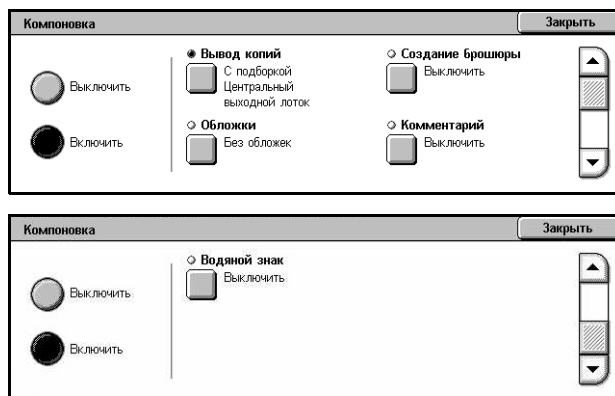 Компоновка
Закрыть
Выключить
Включить
Вывод копий
С подборкой
Центральный
выходной лоток
Создание брошюры
Выключить
Обложки
Без обложек
Комментарий
Выключить
Компоновка
Закрыть
Выключить
Включить
Водяной знак
Выключить